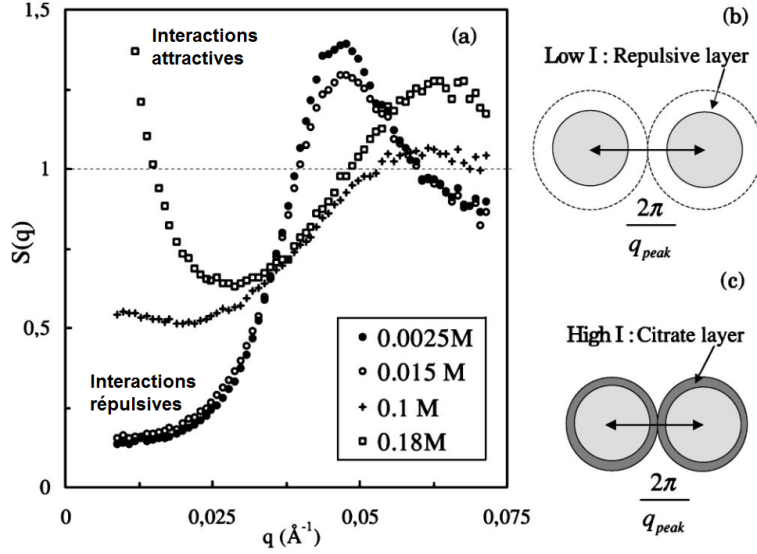 Interactions
attractives
(a)
1,5
1
0,5
0
S(q)
Interactions
répulsives
0.0025M
0.015 M
0.1 M
0.18M
0
0,025
0,05
0,075
q (Å⁻¹)
(b)
Low I : Repulsive layer
2π
q_peak
(c)
High I : Citrate layer
2π
q_peak